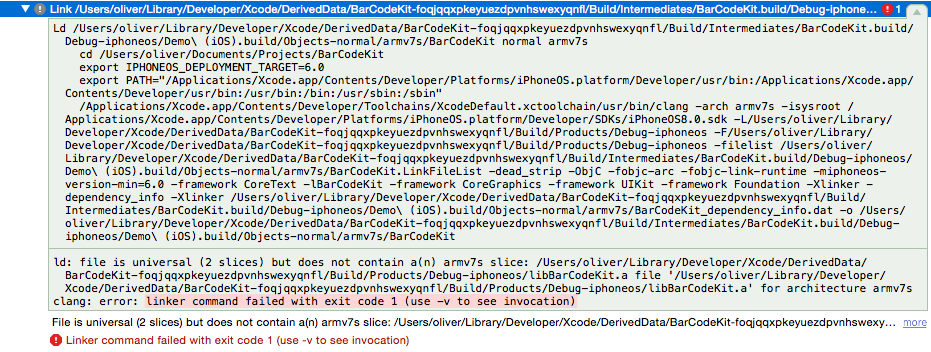 Link /Users/oliver/Library/Developer/Xcode/DerivedData/BarCodeKit-foqjqqxpkeyuezdpvnhswexyqnfl/Build/Intermediates/BarCodeKit.build/Debug-iphone... 1
Ld /Users/oliver/Library/Developer/Xcode/DerivedData/BarCodeKit-foqjqqxpkeyuezdpvnhswexyqnfl/Build/Intermediates/BarCodeKit.build/
Debug-iphoneos/Demo\ (iOS).build/Objects-normal/armv7s/BarCodeKit normal armv7s
cd /Users/oliver/Documents/Projects/BarCodeKit
export IPHONEOS_DEPLOYMENT_TARGET=6.0
export PATH="/Applications/Xcode.app/Contents/Developer/Platforms/iPhoneOS.platform/Developer/usr/bin:/Applications/Xcode.app/
Contents/Developer/usr/bin:/usr/bin:/bin:/usr/sbin:/sbin"
/Applications/Xcode.app/Contents/Developer/Toolchains/XcodeDefault.xctoolchain/usr/bin/clang -arch armv7s -isysroot /
Applications/Xcode.app/Contents/Developer/Platforms/iPhoneOS.platform/Developer/SDKs/iPhoneOS8.0.sdk -L/Users/oliver/Library/
Developer/Xcode/DerivedData/BarCodeKit-foqjqqxpkeyuezdpvnhswexyqnfl/Build/Products/Debug-iphoneos -F/Users/oliver/Library/
Developer/Xcode/DerivedData/BarCodeKit-foqjqqxpkeyuezdpvnhswexyqnfl/Build/Products/Debug-iphoneos -filelist /Users/oliver/
Library/Developer/Xcode/DerivedData/BarCodeKit-foqjqqxpkeyuezdpvnhswexyqnfl/Build/Intermediates/BarCodeKit.build/Debug-iphoneos/
Demo\ (iOS).build/Objects-normal/armv7s/BarCodeKit.LinkFileList -dead_strip -ObjC -fobjc-arc -fobjc-link-runtime -miphoneos-
version-min=6.0 -framework CoreText -lBarCodeKit -framework CoreGraphics -framework UIKit -framework Foundation -Xlinker -
dependency_info -Xlinker /Users/oliver/Library/Developer/Xcode/DerivedData/BarCodeKit-foqjqqxpkeyuezdpvnhswexyqnfl/Build/
Intermediates/BarCodeKit.build/Debug-iphoneos/Demo\ (iOS).build/Objects-normal/armv7s/BarCodeKit_dependency_info.dat -o /Users/
oliver/Library/Developer/Xcode/DerivedData/BarCodeKit-foqjqqxpkeyuezdpvnhswexyqnfl/Build/Intermediates/BarCodeKit.build/Debug-
iphoneos/Demo\ (iOS).build/Objects-normal/armv7s/BarCodeKit
ld: file is universal (2 slices) but does not contain a(n) armv7s slice: /Users/oliver/Library/Developer/Xcode/DerivedData/
BarCodeKit-foqjqqxpkeyuezdpvnhswexyqnfl/Build/Products/Debug-iphoneos/libBarCodeKit.a file '/Users/oliver/Library/Developer/
Xcode/DerivedData/BarCodeKit-foqjqqxpkeyuezdpvnhswexyqnfl/Build/Products/Debug-iphoneos/libBarCodeKit.a' for architecture armv7s
clang: error: linker command failed with exit code 1 (use -v to see invocation)
File is universal (2 slices) but does not contain a(n) armv7s slice: /Users/oliver/Library/Developer/Xcode/DerivedData/BarCodeKit-foqjqqxpkeyuezdpvnhswexy... more
Linker command failed with exit code 1 (use -v to see invocation)